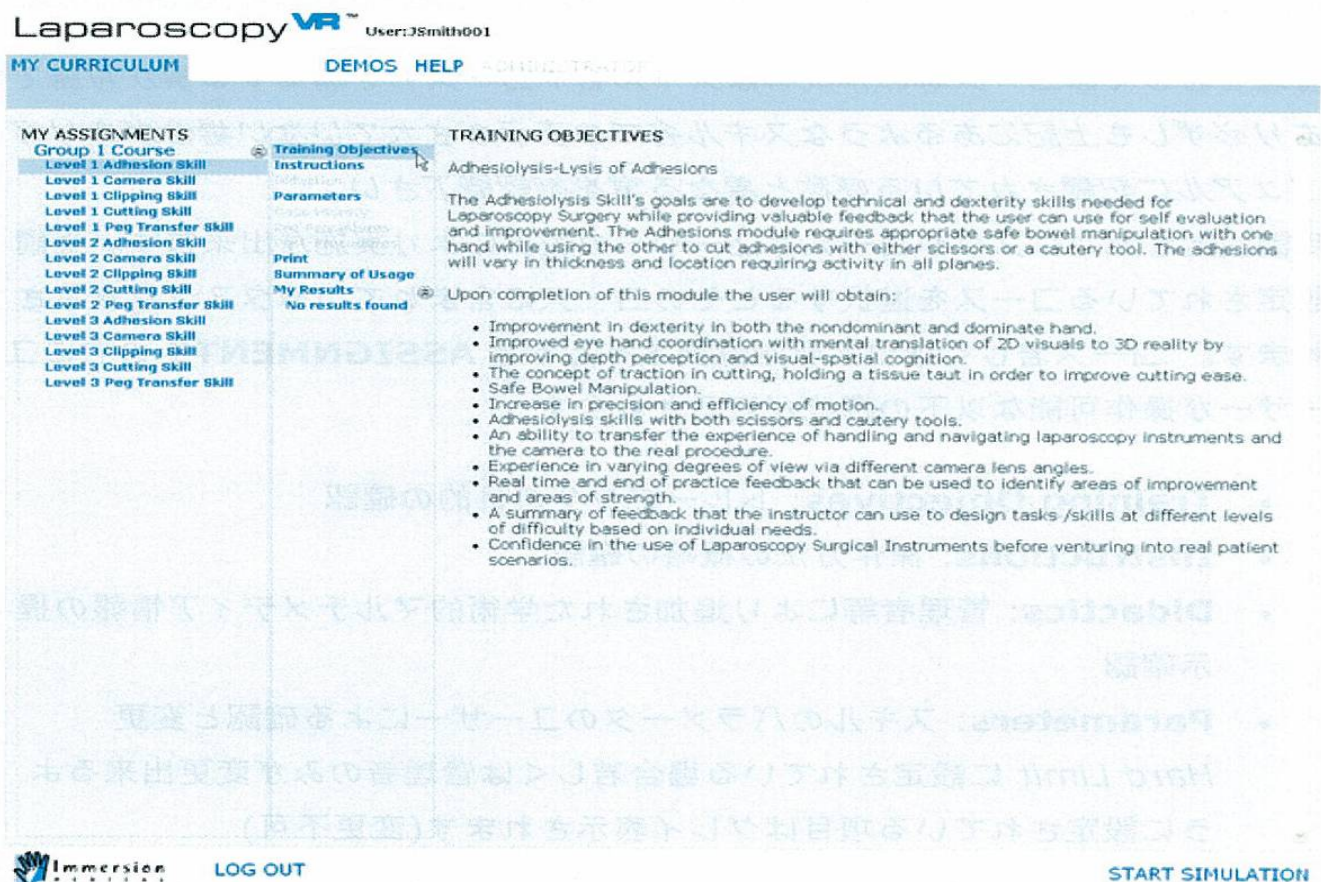 Laparoscopy VR™ User:JSmith001
MY CURRICULUM DEMOS HELP
MY ASSIGNMENTS
Group 1 Course
Level 1 Adhesion Skill
Level 1 Camera Skill
Level 1 Clipping Skill
Level 1 Cutting Skill
Level 1 Peg Transfer Skill
Level 2 Adhesion Skill
Level 2 Camera Skill
Level 2 Clipping Skill
Level 2 Cutting Skill
Level 2 Peg Transfer Skill
Level 3 Adhesion Skill
Level 3 Camera Skill
Level 3 Clipping Skill
Level 3 Cutting Skill
Level 3 Peg Transfer Skill
Training Objectives
Instructions
Parameters
Print
Summary of Usage
My Results
No results found
TRAINING OBJECTIVES
Adhesiolysis-Lysis of Adhesions
The Adhesiolysis Skill's goals are to develop technical and dexterity skills needed for
Laparoscopy Surgery while providing valuable feedback that the user can use for self evaluation
and improvement. The Adhesions module requires appropriate safe bowel manipulation with one
hand while using the other to cut adhesions with either scissors or a cautery tool. The adhesions
will vary in thickness and location requiring activity in all planes.
Upon completion of this module the user will obtain:
• Improvement in dexterity in both the nondominant and dominate hand.
• Improved eye hand coordination with mental translation of 2D visuals to 3D reality by
improving depth perception and visual-spatial cognition.
• The concept of traction in cutting, holding a tissue taut in order to improve cutting ease.
• Safe Bowel Manipulation.
• Increase in precision and efficiency of motion.
• Adhesiolysis skills with both scissors and cautery tools.
• An ability to transfer the experience of handling and navigating laparoscopy instruments and
the camera to the real procedure.
• Experience in varying degrees of view via different camera lens angles.
• Real time and end of practice feedback that can be used to identify areas of improvement
and areas of strength.
• A summary of feedback that the instructor can use to design tasks /skills at different levels
of difficulty based on individual needs.
• Confidence in the use of Laparoscopy Surgical Instruments before venturing into real patient
scenarios.
Immersion
LOG OUT
START SIMULATION